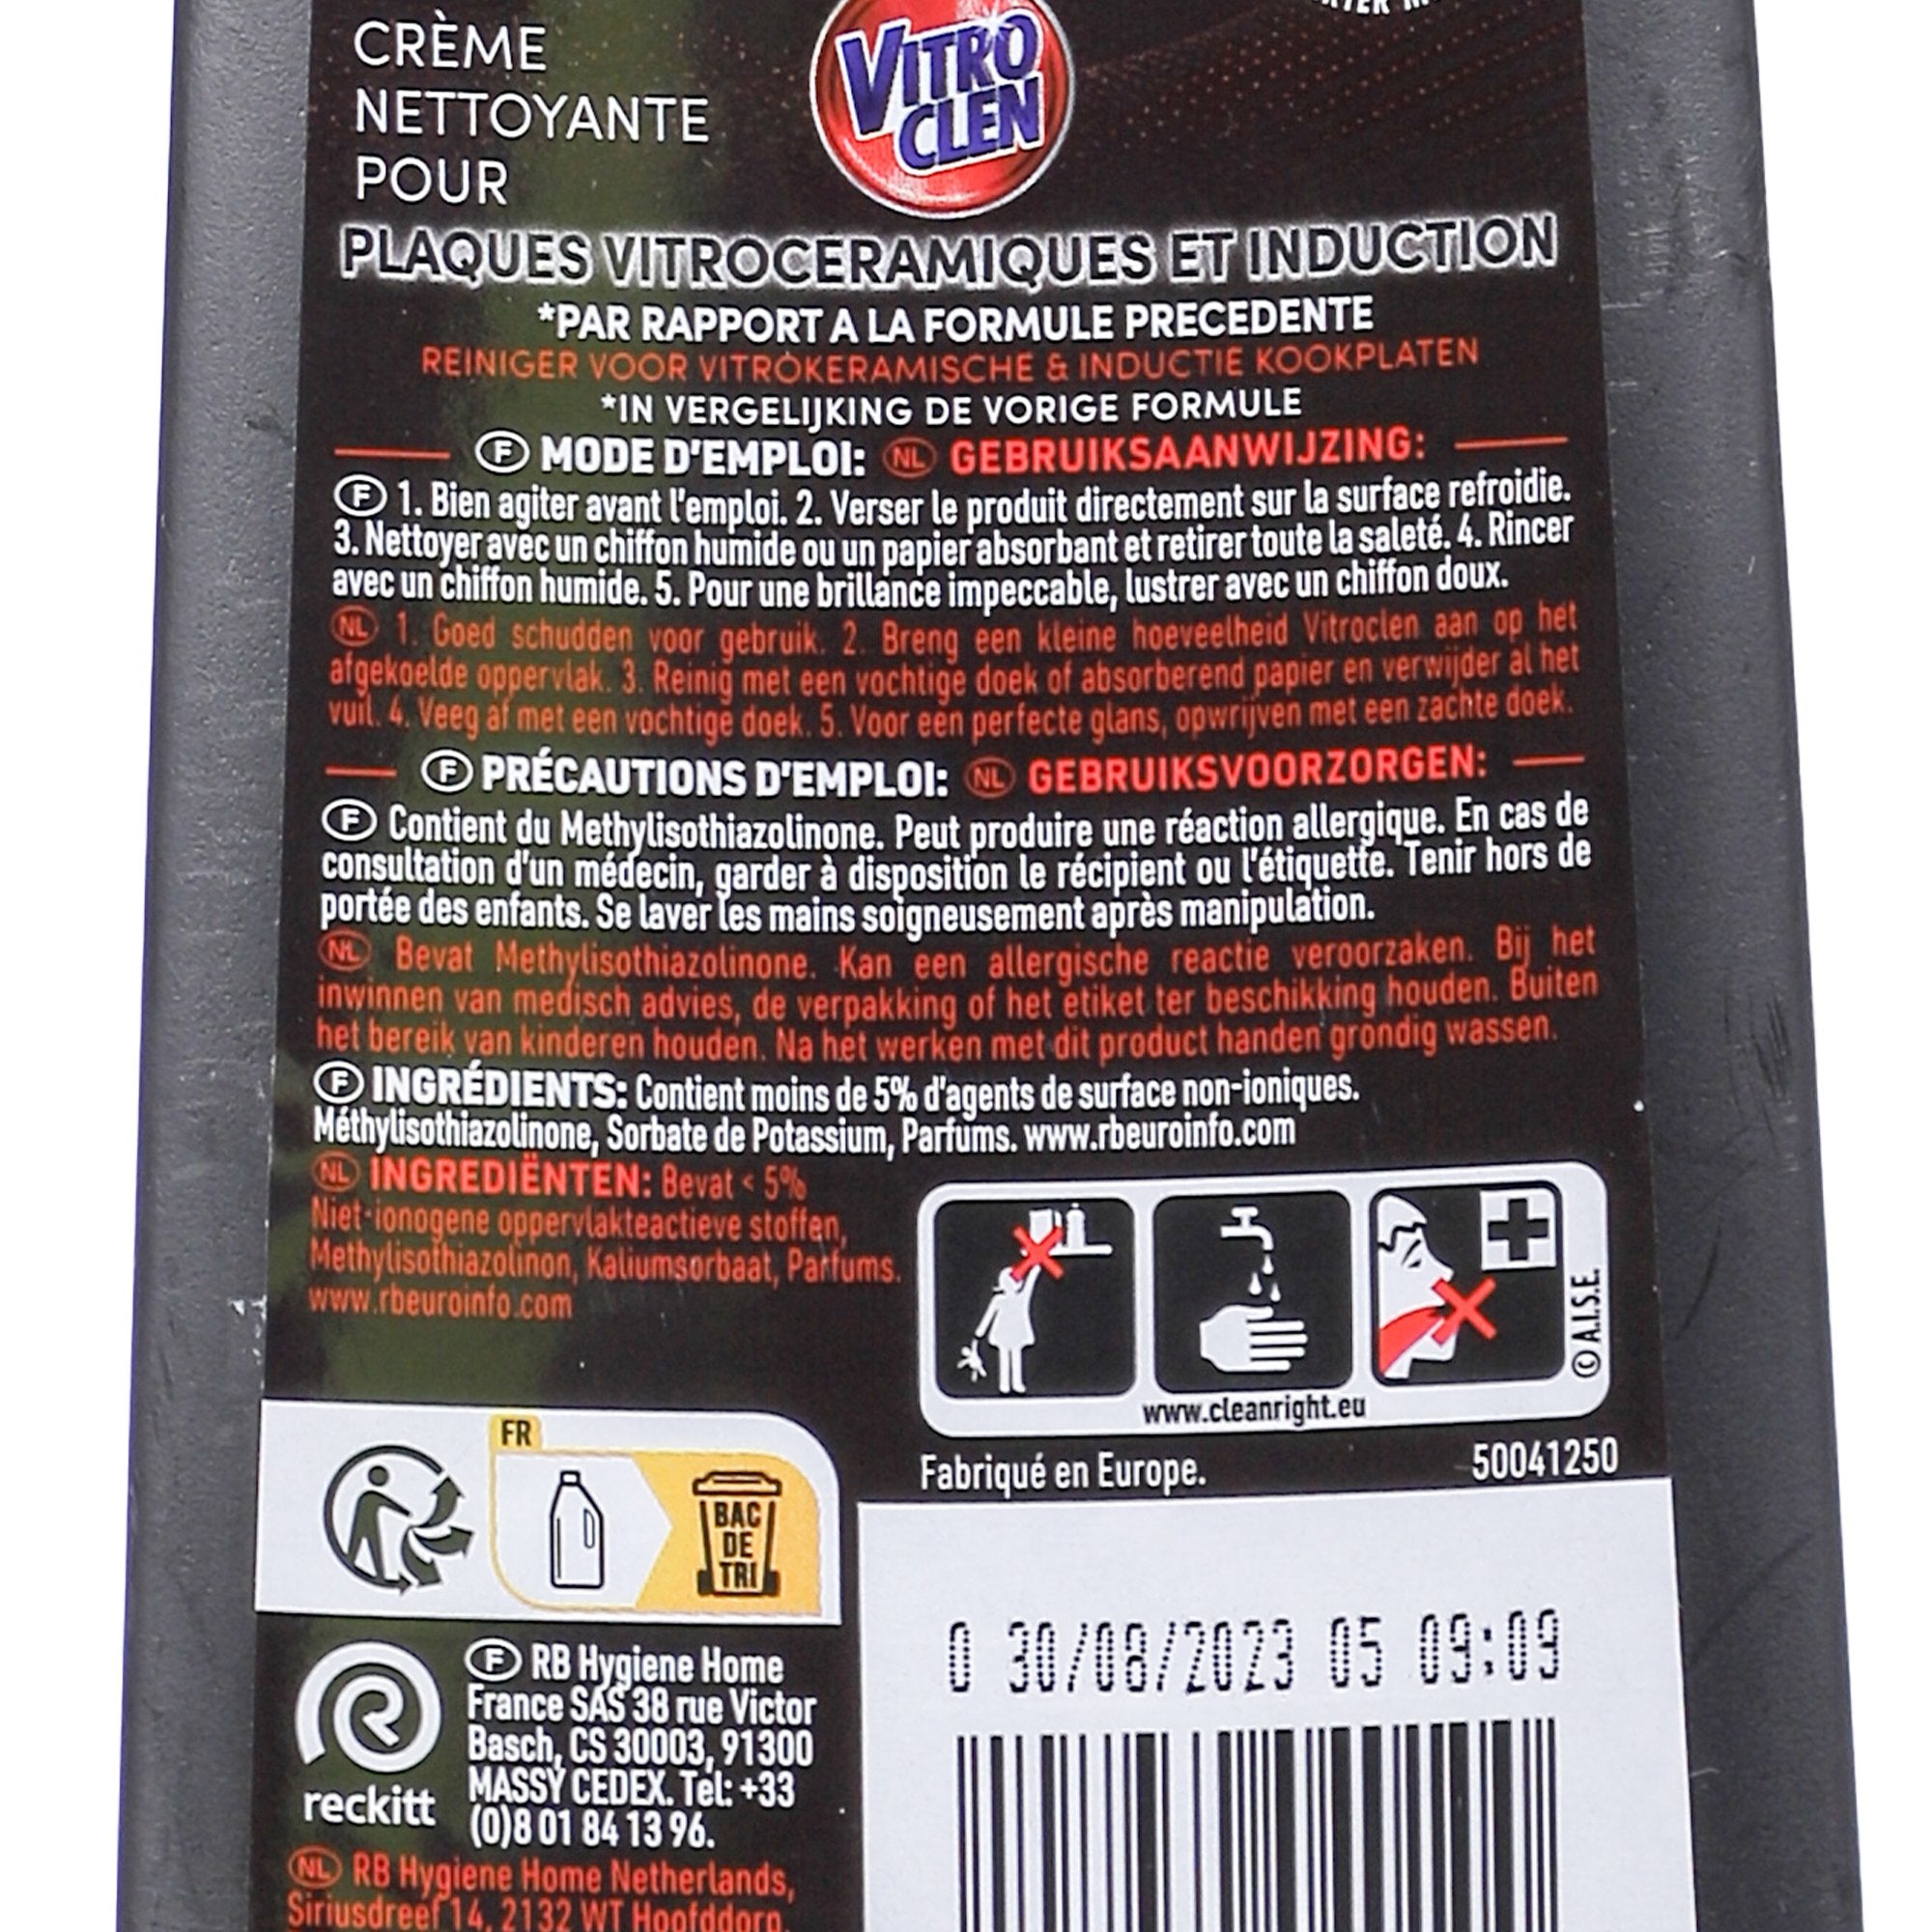 CRÈME
NETTOYANTE
POUR
VITRO
CLEN
PLAQUES VITROCERAMIQUES ET INDUCTION
*PAR RAPPORT A LA FORMULE PRECEDENTE
REINIGER VOOR VITROKERAMISCHE & INDUCTIE KOOKPLATEN
*IN VERGELIJKING DE VORIGE FORMULE
F MODE D'EMPLOI: NL GEBRUIKSAANWIJZING:
F 1. Bien agiter avant l'emploi. 2. Verser le produit directement sur la surface refroidie.
3. Nettoyer avec un chiffon humide ou un papier absorbant et retirer toute la saleté. 4. Rincer
avec un chiffon humide. 5. Pour une brillance impeccable, lustrer avec un chiffon doux.
NL 1. Goed schudden voor gebruik. 2. Breng een kleine hoeveelheid Vitroclen aan op het
afgekoelde oppervlak. 3. Reinig met een vochtige doek of absorberend papier en verwijder al het
vuil. 4. Veeg af met een vochtige doek. 5. Voor een perfecte glans, opwrijven met een zachte doek.
F PRÉCAUTIONS D'EMPLOI: NL GEBRUIKSVOORZORGEN:
F Contient du Methylisothiazolinone. Peut produire une réaction allergique. En cas de
consultation d'un médecin, garder à disposition le récipient ou l'étiquette. Tenir hors de
portée des enfants. Se laver les mains soigneusement après manipulation.
NL Bevat Methylisothiazolinone. Kan een allergische reactie veroorzaken. Bij het
inwinnen van medisch advies, de verpakking of het etiket ter beschikking houden. Buiten
het bereik van kinderen houden. Na het werken met dit product handen grondig wassen.
F INGRÉDIENTS: Contient moins de 5% d'agents de surface non-ioniques.
Méthylisothiazolinone, Sorbate de Potassium, Parfums. www.rbeuroinfo.com
NL INGREDIËNTEN: Bevat < 5%
Niet-ionogene oppervlakteactieve stoffen,
Methylisothiazolinon, Kaliumsorbaat, Parfums.
www.rbeuroinfo.com
© A.I.S.E.
www.cleanright.eu
Fabriqué en Europe. 50041250
FR
BAC
DE
TRI
0 30/08/2023 05 09:09
reckitt
F RB Hygiene Home
France SAS 38 rue Victor
Basch, CS 30003, 91300
MASSY CEDEX. Tel: +33
(0)8 01 84 13 96.
NL RB Hygiene Home Netherlands,
Siriusdreef 14, 2132 WT Hoofddorp.